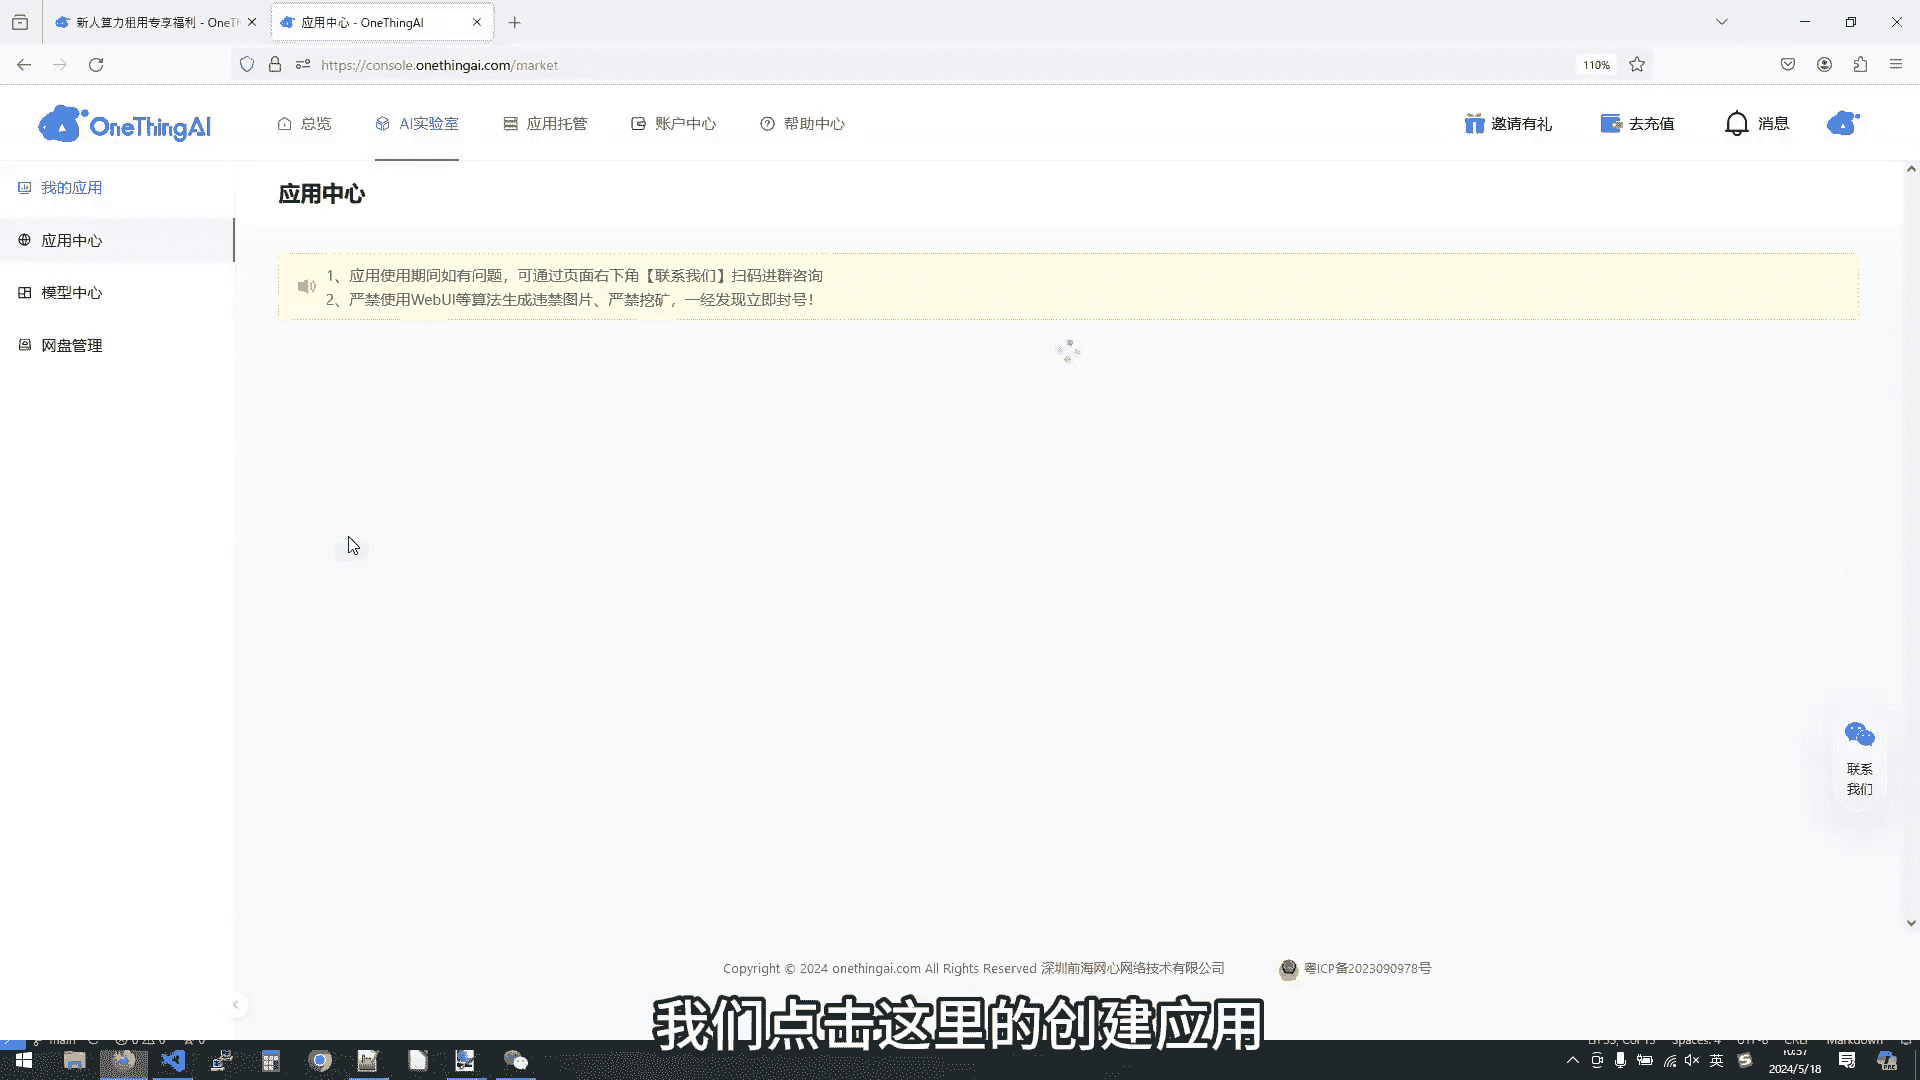 新人算力租用专享福利 - OneTh
应用中心 - OneThingAI
https://console.onethingai.com/market
110%
OneThingAI
总览
AI实验室
应用托管
账户中心
帮助中心
邀请有礼
去充值
消息
我的应用
应用中心
模型中心
网盘管理
应用中心
1、应用使用期间如有问题，可通过页面右下角【联系我们】扫码进群咨询
2、严禁使用WebUI等算法生成违禁图片、严禁挖矿，一经发现立即封号！
联系
我们
Copyright © 2024 onethingai.com All Rights Reserved 深圳前海网心网络技术有限公司
粤ICP备2023090978号
我们点击这里的创建应用
英
10:37
2024/5/18